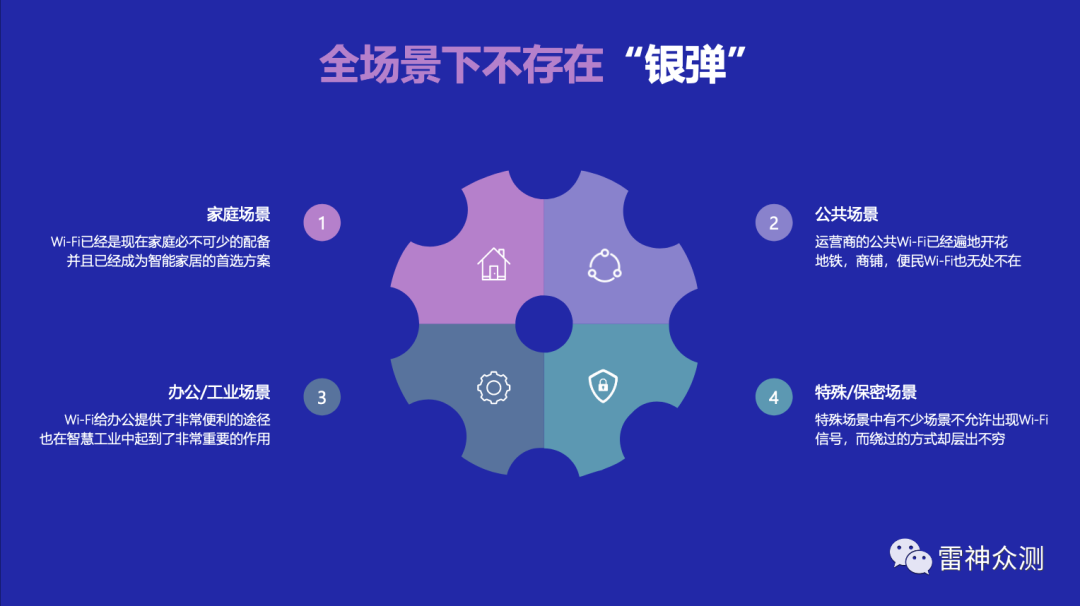 全场景下不存在“银弹”
家庭场景
1
Wi-Fi已经是现在家庭必不可少的配备
并且已经成为智能家居的首选方案
2
公共场景
运营商的公共Wi-Fi已经遍地开花
地铁，商铺，便民Wi-Fi也无处不在
办公/工业场景
3
Wi-Fi给办公提供了非常便利的途径
也在智慧工业中起到了非常重要的作用
4
特殊/保密场景
特殊场景中有不少场景不允许出现Wi-Fi
信号，而绕过的方式却层出不穷
雷神众测